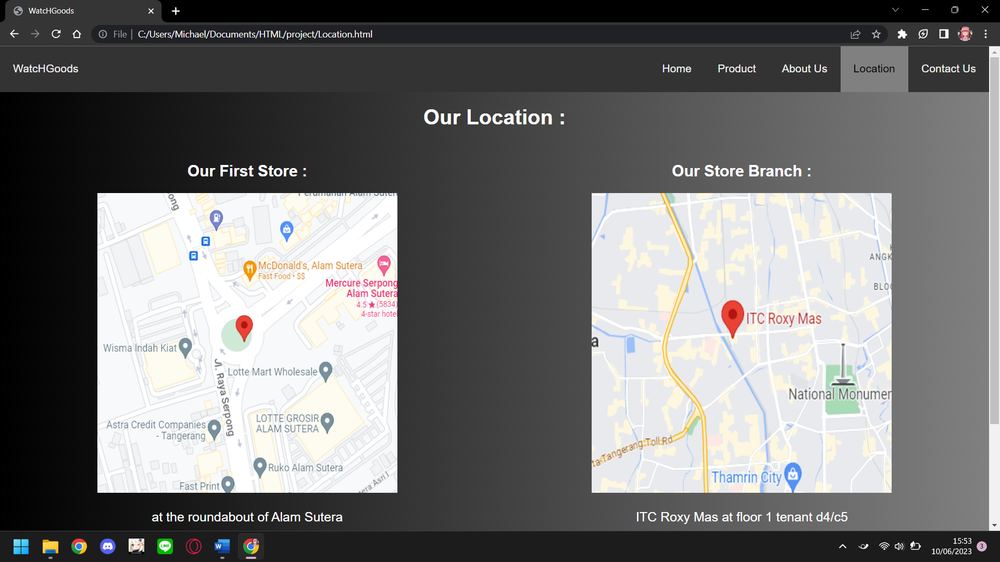 WatcHGoods
File
C:/Users/Michael/Documents/HTML/project/Location.html
WatcHGoods
Home
Product
About Us
Location
Contact Us
Our Location :
Our First Store :
Our Store Branch :
ong
Perumahan Alam Suter
McDonald's, Alam Sutera
Fast Food • $$
Mercure Serpong
Alam Sutera
4.5 ★ (5834)
4-star hotel
Wisma Indah Kiat
Lotte Mart Wholesale
Jl. Raya Serpong
LOTTE GROSIR
ALAM SUTERA
Astra Credit Companies
- Tangerang
Ruko Alam Sutera
Fast Print
tera Asri I
K
ANGK
BLOC
ITC Roxy Mas
a
National Monumen
ta-Tangerang Toll Rd
Thamrin City
at the roundabout of Alam Sutera
ITC Roxy Mas at floor 1 tenant d4/c5
LINE
W
15:53
10/06/2023
3